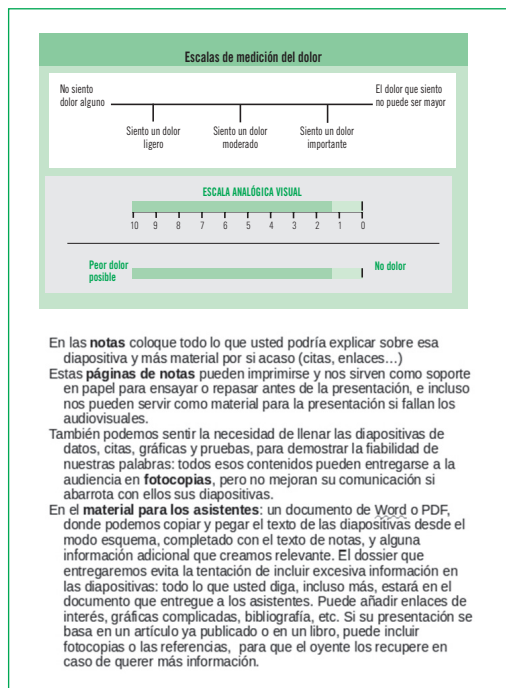 Escalas de medición del dolor
No siento
dolor alguno
El dolor que siento
no puede ser mayor
Siento un dolor
ligero
Siento un dolor
moderado
Siento un dolor
importante
ESCALA ANALÓGICA VISUAL
10 9 8 7 6 5 4 3 2 1 0
Peor dolor
posible
No dolor
En las notas coloque todo lo que usted podría explicar sobre esa
diapositiva y más material por si acaso (citas, enlaces…)
Estas páginas de notas pueden imprimirse y nos sirven como soporte
en papel para ensayar o repasar antes de la presentación, e incluso
nos pueden servir como material para la presentación si fallan los
audiovisuales.
También podemos sentir la necesidad de llenar las diapositivas de
datos, citas, gráficas y pruebas, para demostrar la fiabilidad de
nuestras palabras: todos esos contenidos pueden entregarse a la
audiencia en fotocopias, pero no mejoran su comunicación si
abarrota con ellos sus diapositivas.
En el material para los asistentes: un documento de Word o PDF,
donde podemos copiar y pegar el texto de las diapositivas desde el
modo esquema, completado con el texto de notas, y alguna
información adicional que creamos relevante. El dossier que
entregaremos evita la tentación de incluir excesiva información en
las diapositivas: todo lo que usted diga, incluso más, estará en el
documento que entregue a los asistentes. Puede añadir enlaces de
interés, gráficas complicadas, bibliografía, etc. Si su presentación se
basa en un artículo ya publicado o en un libro, puede incluir
fotocopias o las referencias, para que el oyente los recupere en
caso de querer más información.